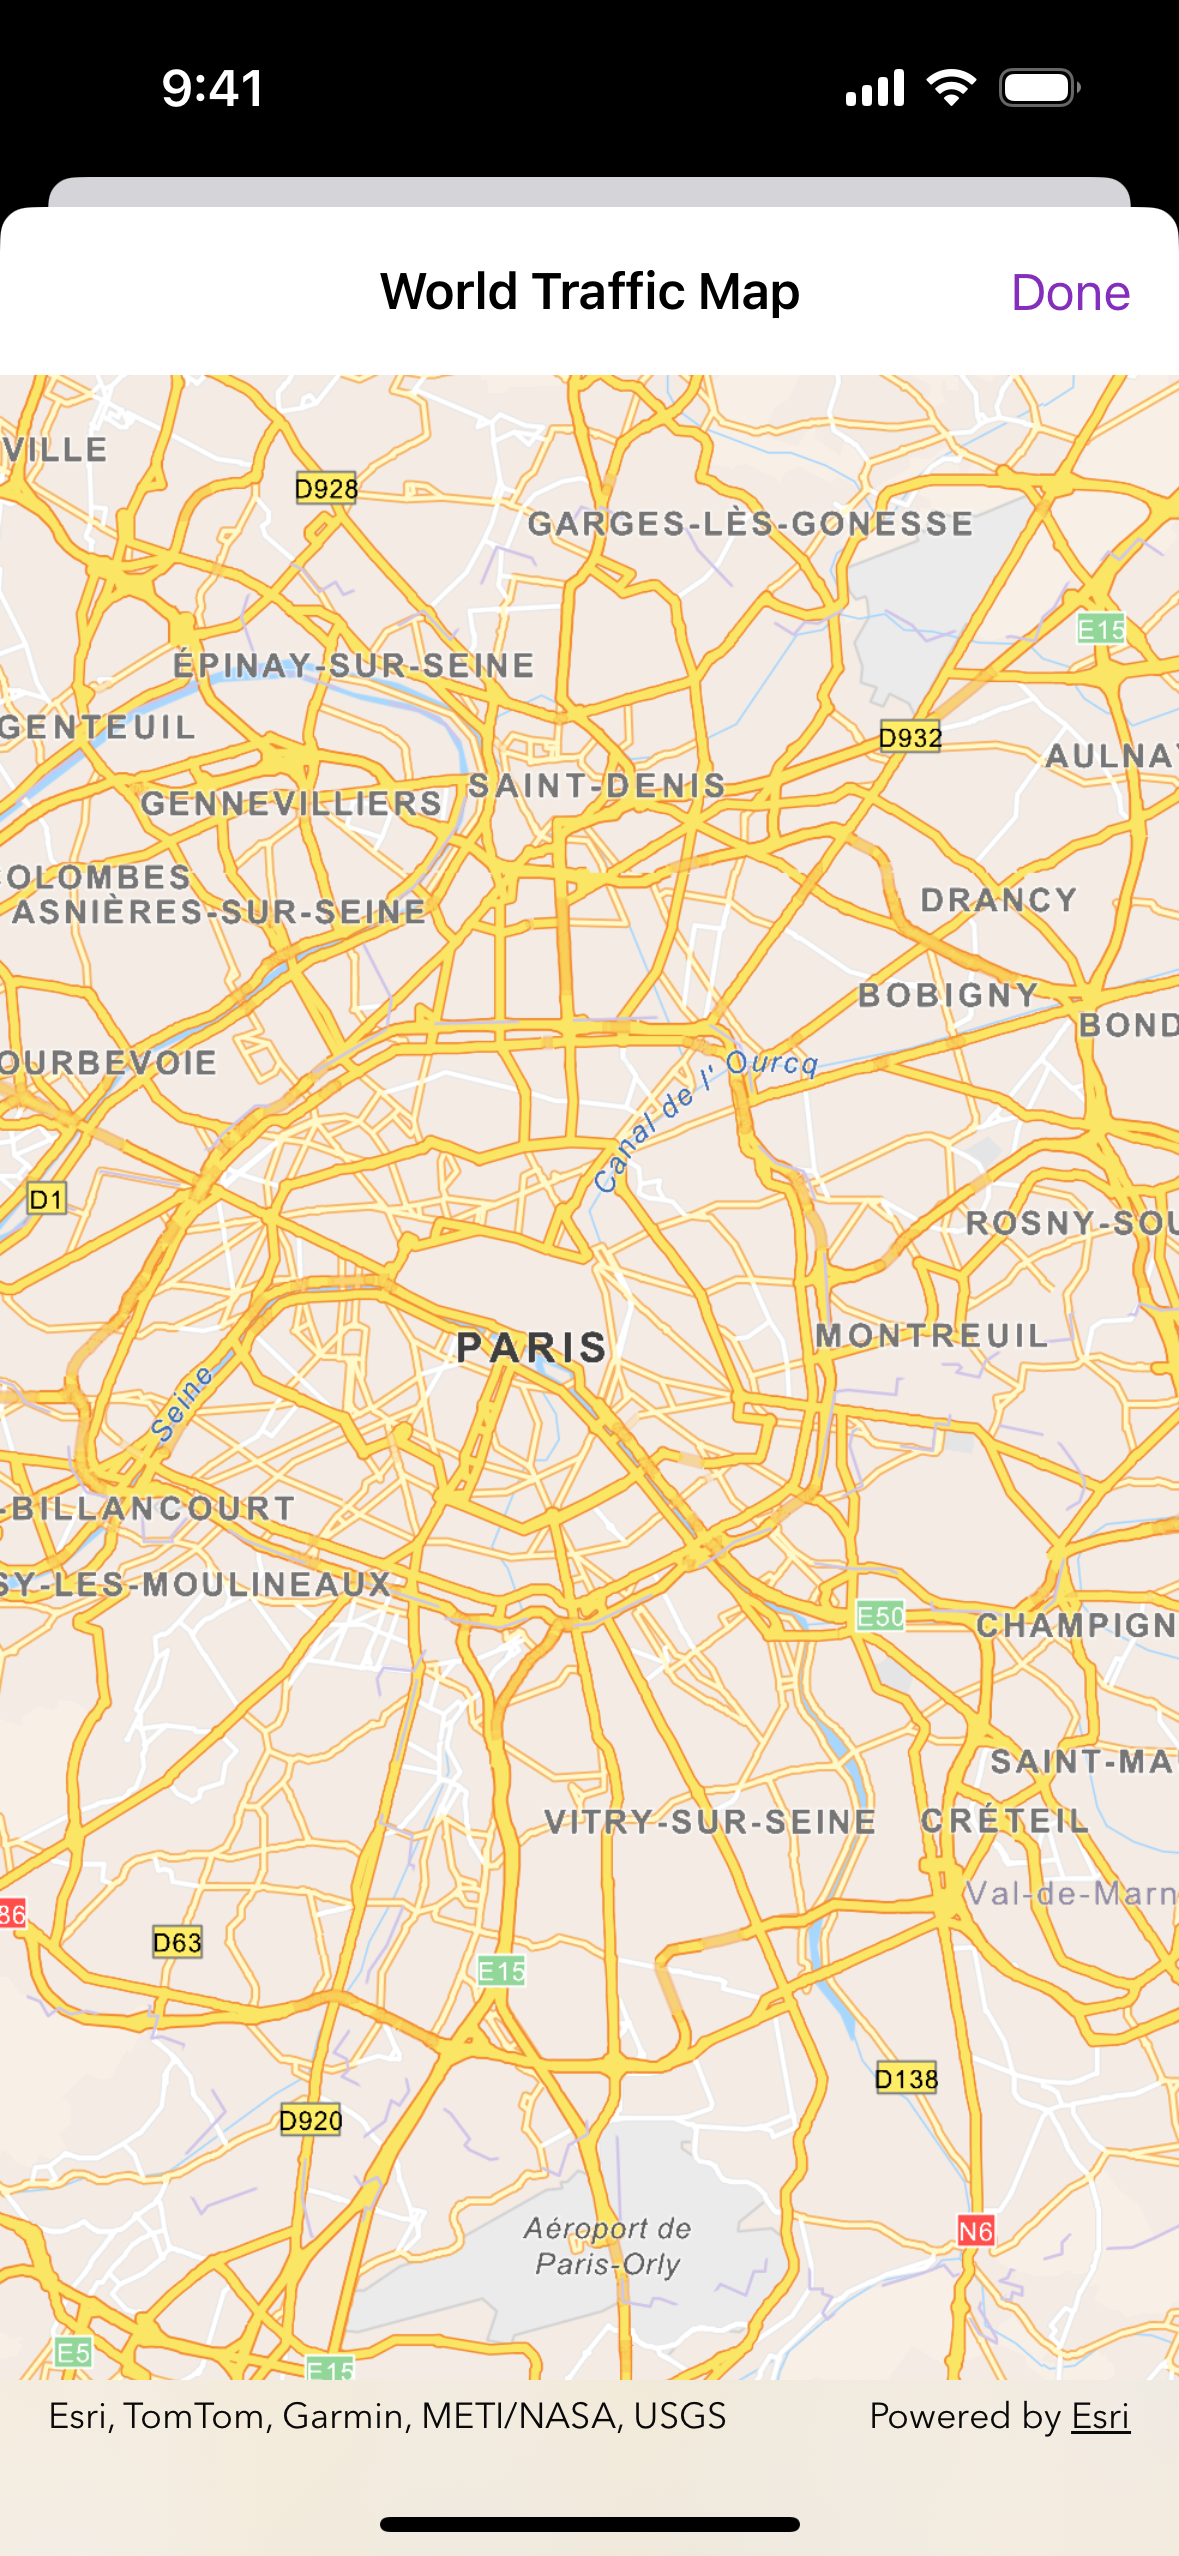 9:41
World Traffic Map
Done
VILLE
D928
GARGES-LÈS-GONESSE
E15
ÉPINAY-SUR-SEINE
GENTEUIL
D932
AULNAY
SAINT-DENIS
GENNEVILLIERS
OLOMBES
DRANCY
ASNIÈRES-SUR-SEINE
BOBIGNY
BOND
OURBEVOIE
Canal de l' Ourcq
D1
ROSNY-SOU
PARIS
MONTREUIL
Seine
-BILLANCOURT
SY-LES-MOULINEAUX
E50
CHAMPIGN
SAINT-MA
VITRY-SUR-SEINE
CRÉTEIL
Val-de-Marn
86
D63
E15
D138
D920
Aéroport de
Paris-Orly
N6
E5
E15
Esri, TomTom, Garmin, METI/NASA, USGS
Powered by Esri